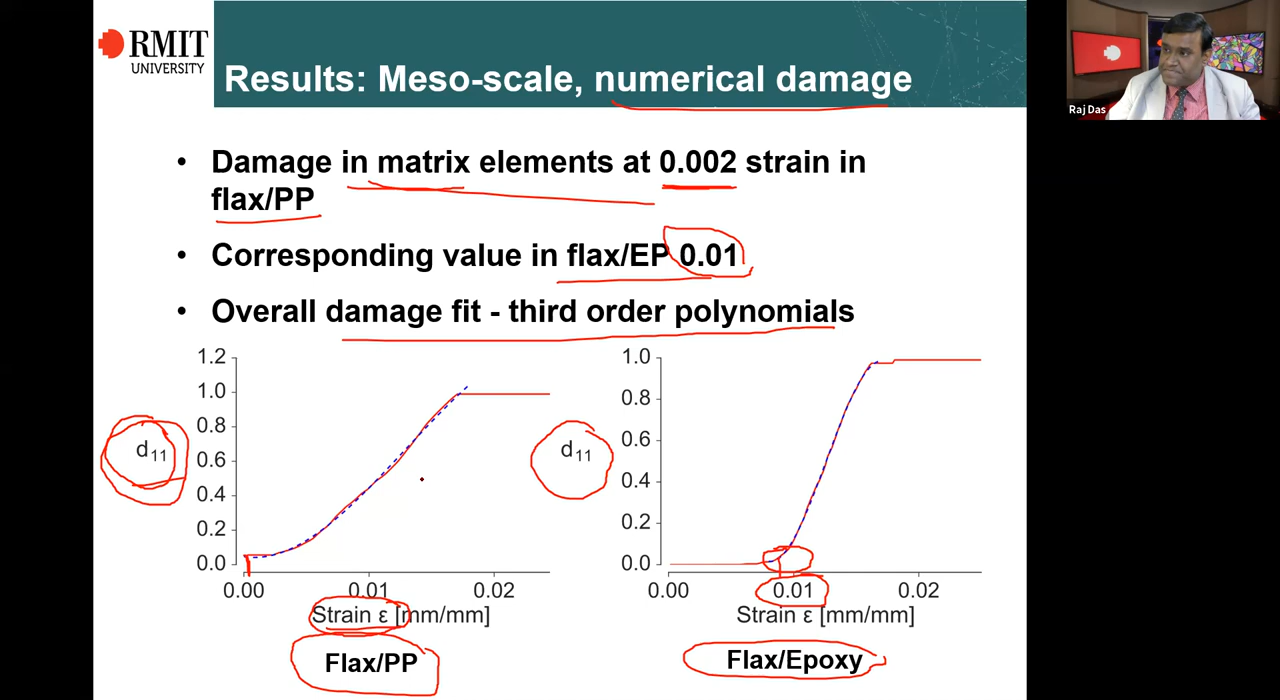 RMIT
UNIVERSITY
Results: Meso-scale, numerical damage
Raj Das
• Damage in matrix elements at 0.002 strain in
flax/PP
• Corresponding value in flax/EP 0.01
• Overall damage fit - third order polynomials
1.2
1.0
0.8
0.6
0.4
0.2
0.0
d11
0.00 0.01 0.02
Strain ε [mm/mm]
Flax/PP
1.0
0.8
0.6
0.4
0.2
0.0
d11
0.00 0.01 0.02
Strain ε [mm/mm]
Flax/Epoxy